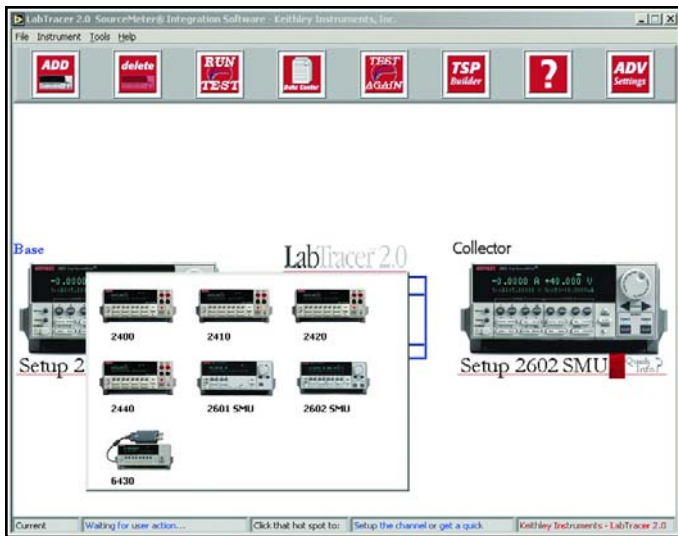 LabTracer 2.0 SourceMeter® Integration Software - Keithley Instruments, Inc.
File Instrument Tools Help
ADD
delete
RUN TEST
Data Center
TEST AGAIN
TSP Builder
?
ADV Settings
Base
LabTracer 2.0
Collector
-0.0000 A +40.000 V
Setup 2
Setup 2602 SMU
Quick Info?
2400
2410
2420
2440
2601 SMU
2602 SMU
6430
Current
Waiting for user action...
Click that hot spot to:
Setup the channel or get a quick
Keithley Instruments - LabTracer 2.0